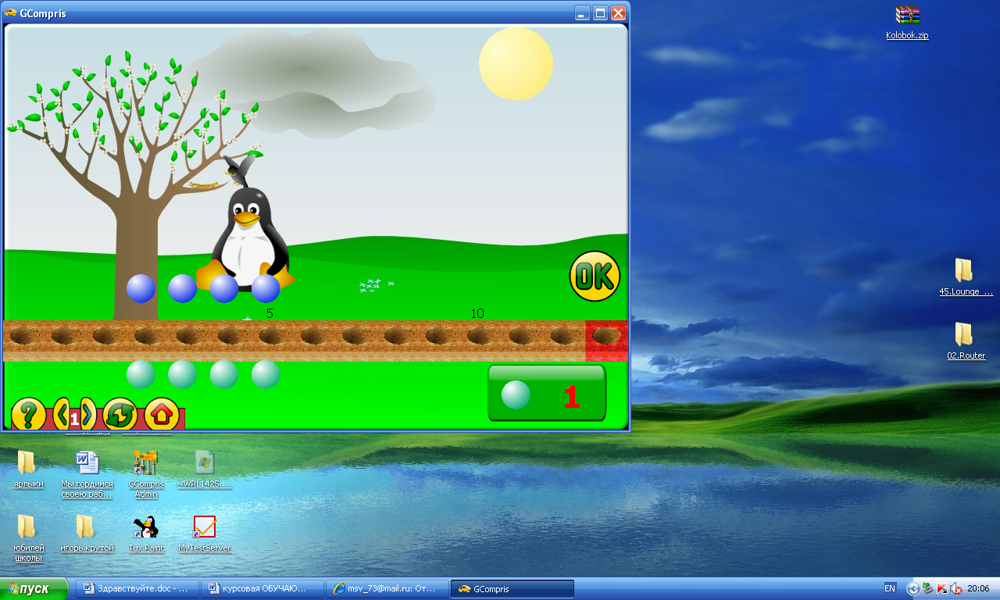 GCompris
Kolobok.zip
OK
5
10
45.Lounge_...
02.Router
1
?
1
ярлыки
Мы гордимся
своею раб...
GCompris
Admin
~WRL1425....
юбилей
школы
игорь крутой
Tux Paint
MyTestServer
пуск
Здравствуйте.doc - ...
курсовая ОБУЧАЮ...
msv_73@mail.ru: От...
GCompris
EN
20:06